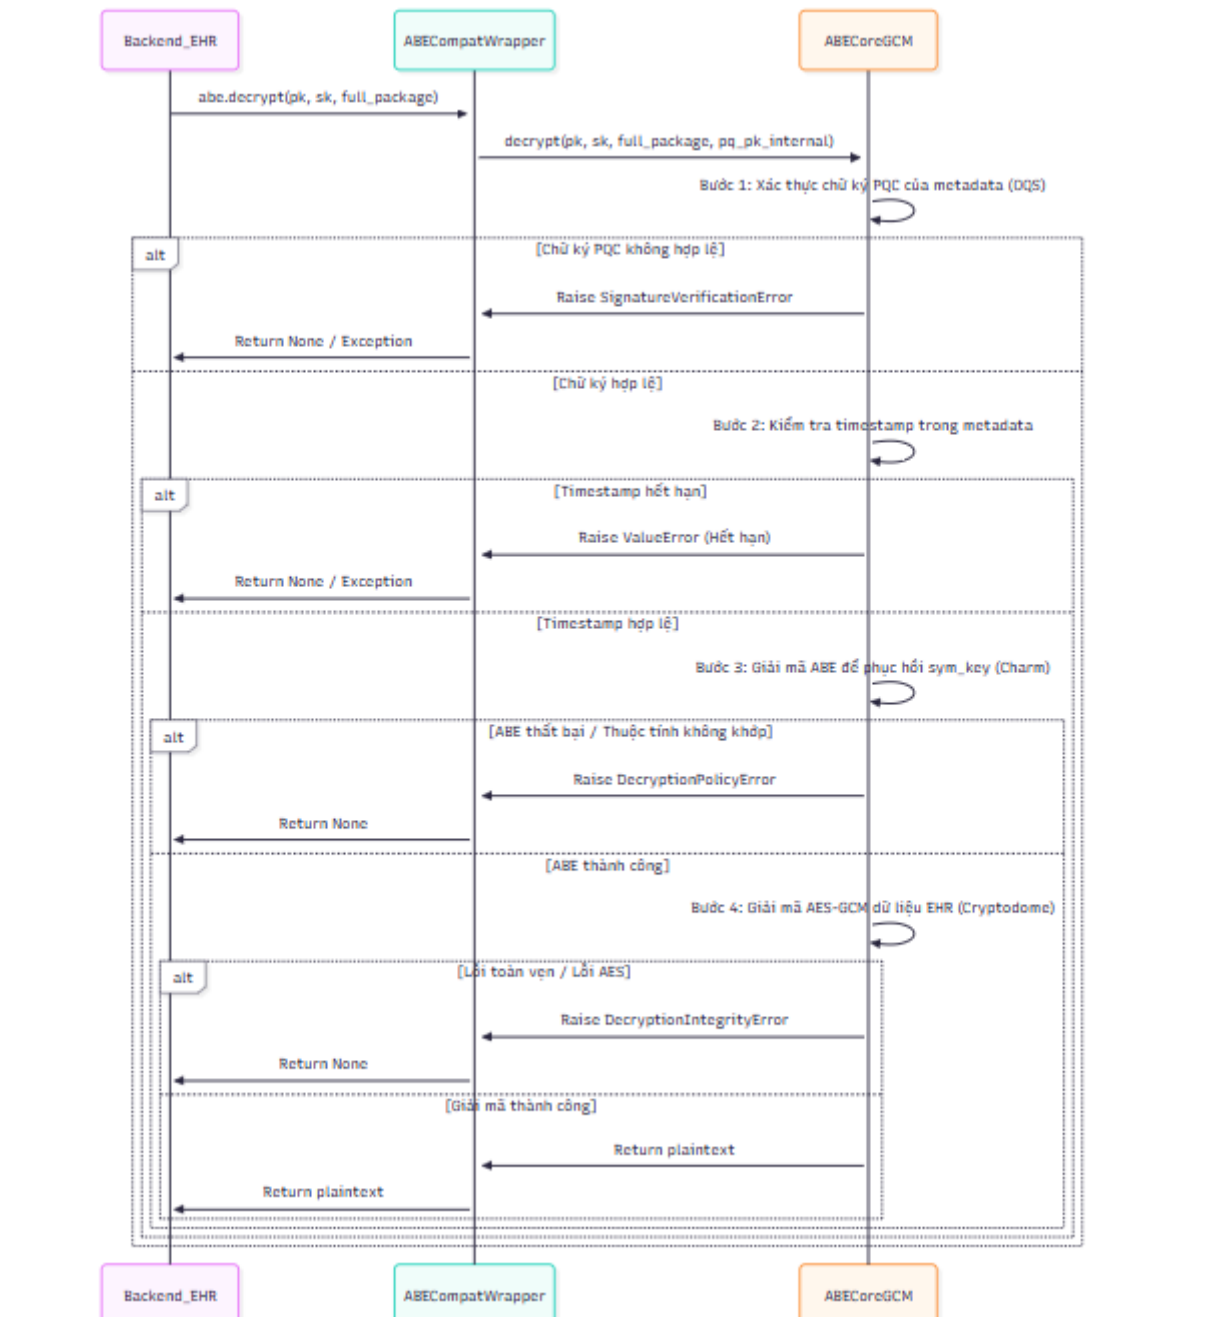 Backend_EHR
ABECompatWrapper
ABECoreGCM
abe.decrypt(pk, sk, full_package)
decrypt(pk, sk, full_package, pq_pk_internal)
Bước 1: Xác thực chữ ký PQC của metadata (OQS)
alt
[Chữ ký PQC không hợp lệ]
Raise SignatureVerificationError
Return None / Exception
[Chữ ký hợp lệ]
Bước 2: Kiểm tra timestamp trong metadata
alt
[Timestamp hết hạn]
Raise ValueError (Hết hạn)
Return None / Exception
[Timestamp hợp lệ]
Bước 3: Giải mã ABE để phục hồi sym_key (Charm)
alt
[ABE thất bại / Thuộc tính không khớp]
Raise DecryptionPolicyError
Return None
[ABE thành công]
Bước 4: Giải mã AES-GCM dữ liệu EHR (Cryptodome)
alt
[Lỗi toàn vẹn / Lỗi AES]
Raise DecryptionIntegrityError
Return None
[Giải mã thành công]
Return plaintext
Return plaintext
Backend_EHR
ABECompatWrapper
ABECoreGCM